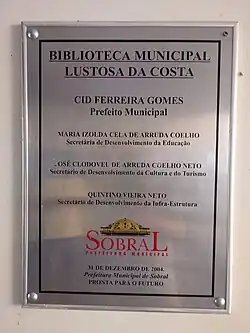 BIBLIOTECA MUNICIPAL
LUSTOSA DA COSTA
CID FERREIRA GOMES
Prefeito Municipal
MARIA IZOLDA CELA DE ARRUDA COELHO
Secretária de Desenvolvimento da Educação
JOSÉ CLODOVEL DE ARRUDA COELHO NETO
Secretário de Desenvolvimento da Cultura e do Turismo
QUINTINO VIEIRA NETO
Secretário de Desenvolvimento da Infra-Estrutura
SOBRAL
PREFEITURA MUNICIPAL
31 DE DEZEMBRO DE 2004
Prefeitura Municipal de Sobral
PRONTA PARA O FUTURO